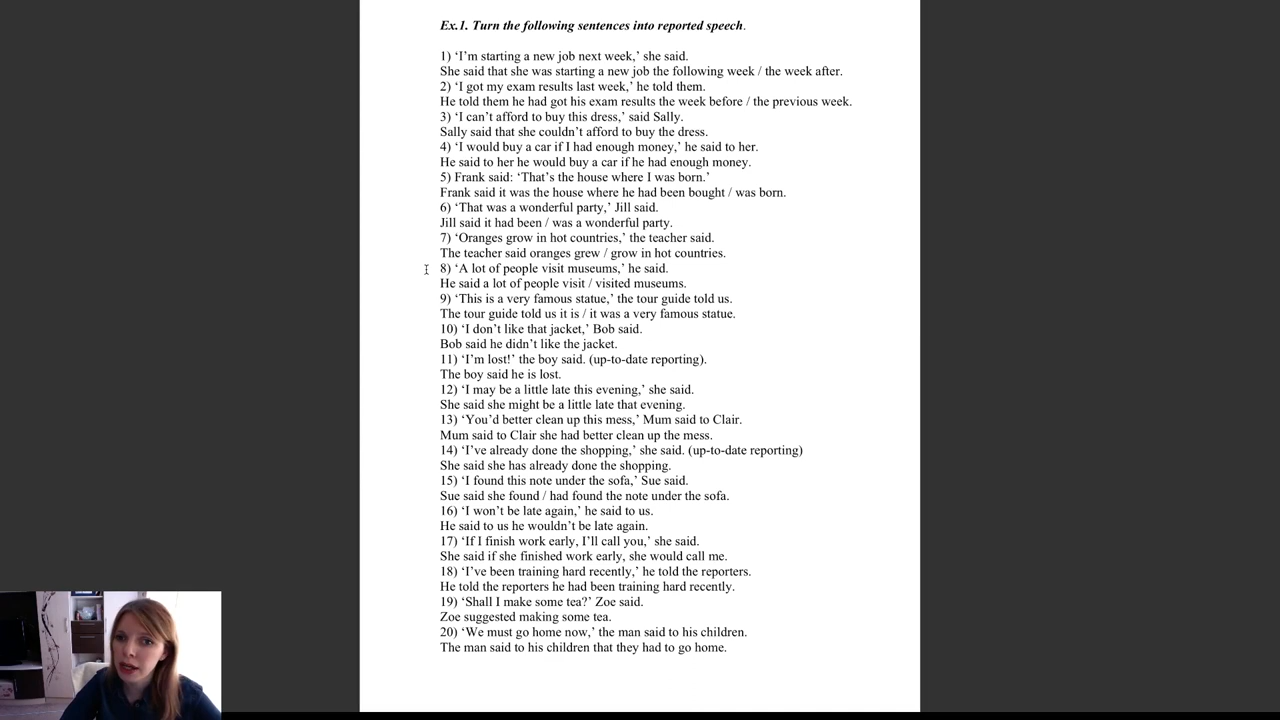 Ex.1. Turn the following sentences into reported speech.
1) ‘I’m starting a new job next week,’ she said.
She said that she was starting a new job the following week / the week after.
2) ‘I got my exam results last week,’ he told them.
He told them he had got his exam results the week before / the previous week.
3) ‘I can’t afford to buy this dress,’ said Sally.
Sally said that she couldn’t afford to buy the dress.
4) ‘I would buy a car if I had enough money,’ he said to her.
He said to her he would buy a car if he had enough money.
5) Frank said: ‘That’s the house where I was born.’
Frank said it was the house where he had been bought / was born.
6) ‘That was a wonderful party,’ Jill said.
Jill said it had been / was a wonderful party.
7) ‘Oranges grow in hot countries,’ the teacher said.
The teacher said oranges grew / grow in hot countries.
8) ‘A lot of people visit museums,’ he said.
He said a lot of people visit / visited museums.
9) ‘This is a very famous statue,’ the tour guide told us.
The tour guide told us it is / it was a very famous statue.
10) ‘I don’t like that jacket,’ Bob said.
Bob said he didn’t like the jacket.
11) ‘I’m lost!’ the boy said. (up-to-date reporting).
The boy said he is lost.
12) ‘I may be a little late this evening,’ she said.
She said she might be a little late that evening.
13) ‘You’d better clean up this mess,’ Mum said to Clair.
Mum said to Clair she had better clean up the mess.
14) ‘I’ve already done the shopping,’ she said. (up-to-date reporting)
She said she has already done the shopping.
15) ‘I found this note under the sofa,’ Sue said.
Sue said she found / had found the note under the sofa.
16) ‘I won’t be late again,’ he said to us.
He said to us he wouldn’t be late again.
17) ‘If I finish work early, I’ll call you,’ she said.
She said if she finished work early, she would call me.
18) ‘I’ve been training hard recently,’ he told the reporters.
He told the reporters he had been training hard recently.
19) ‘Shall I make some tea?’ Zoe said.
Zoe suggested making some tea.
20) ‘We must go home now,’ the man said to his children.
The man said to his children that they had to go home.